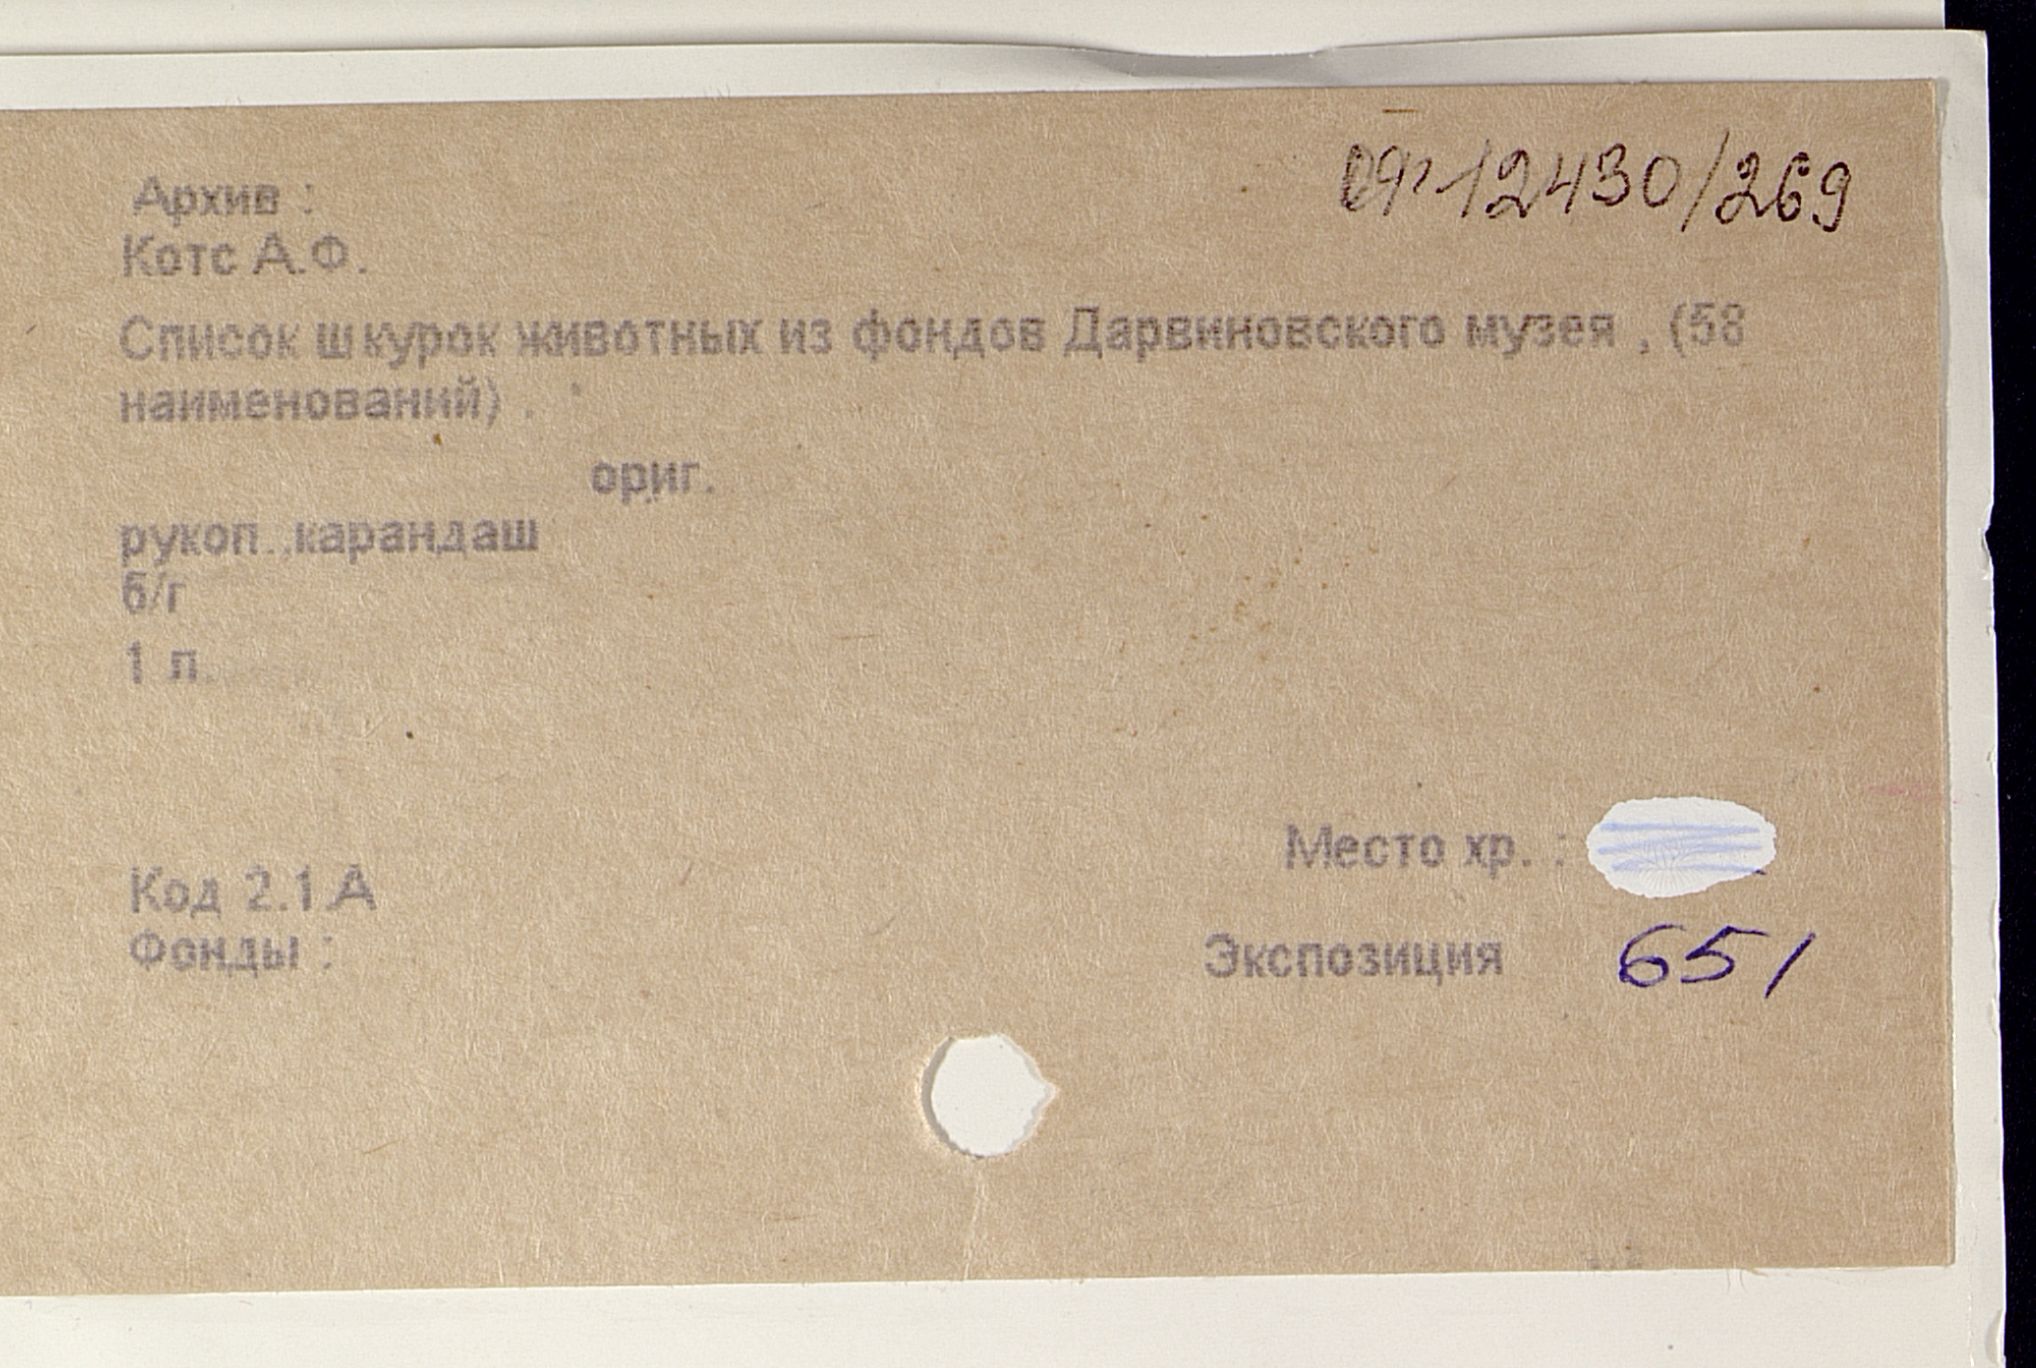 оф-12430/269
Архив :
Котс А.Ф.
Список шкурок животных из фондов Дарвиновского музея , (58
наименований) .
ориг.
рукоп.,карандаш
б/г
1 л.
Место хр. :
Код 2.1.А
Фонды :
Экспозиция 651